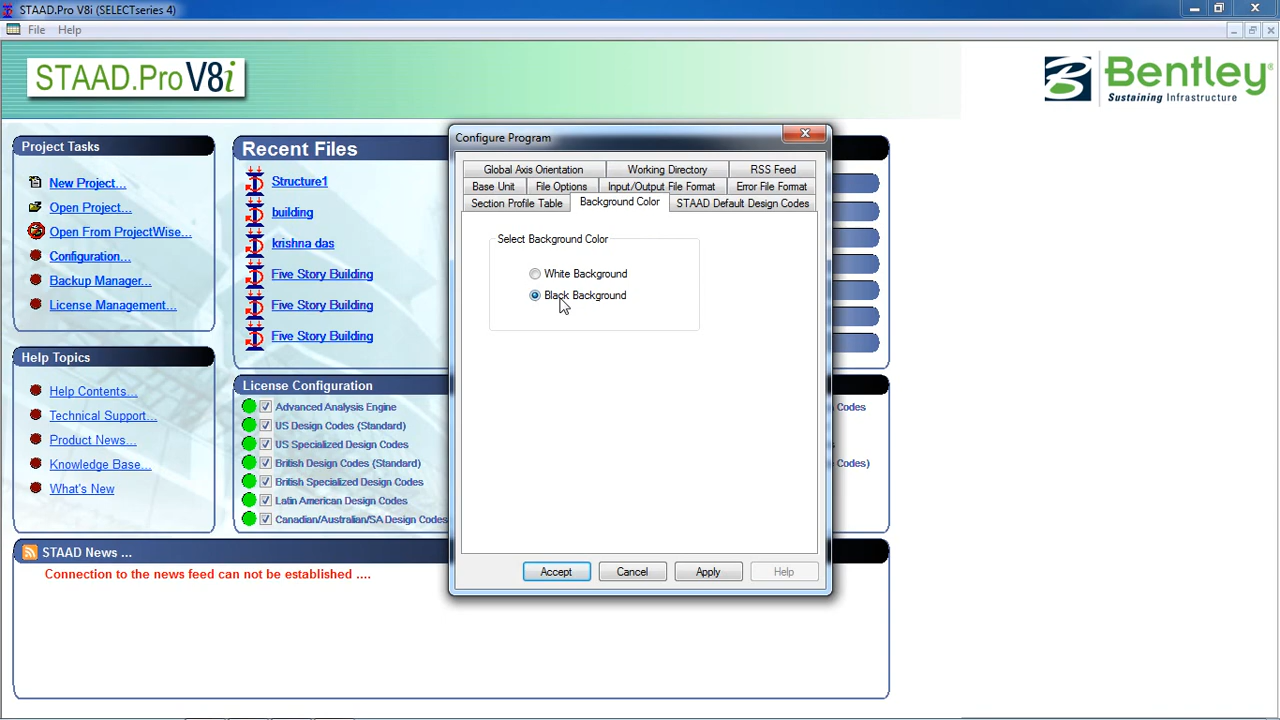 STAAD.Pro V8i (SELECTseries 4)
File Help
STAAD.Pro V8i
Bentley®
Sustaining Infrastructure
Project Tasks
New Project...
Open Project...
Open From ProjectWise...
Configuration...
Backup Manager...
License Management...
Help Topics
Help Contents...
Technical Support...
Product News...
Knowledge Base...
What's New
Recent Files
Structure1
building
krishna das
Five Story Building
Five Story Building
Five Story Building
License Configuration
Advanced Analysis Engine
US Design Codes (Standard)
US Specialized Design Codes
British Design Codes (Standard)
British Specialized Design Codes
Latin American Design Codes
Canadian/Australian/SA Design Codes
Codes
Codes)
Configure Program
Global Axis Orientation Working Directory RSS Feed
Base Unit File Options Input/Output File Format Error File Format
Section Profile Table Background Color STAAD Default Design Codes
Select Background Color
White Background
Black Background
Accept Cancel Apply Help
STAAD News ...
Connection to the news feed can not be established ....